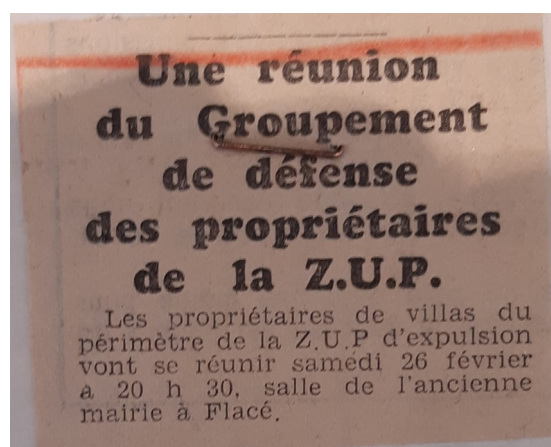 Une réunion
du Groupement
de défense
des propriétaires
de la Z.U.P.
Les propriétaires de villas du
périmètre de la Z.U.P d'expulsion
vont se réunir samedi 26 février
à 20 h 30, salle de l'ancienne
mairie à Flacé.